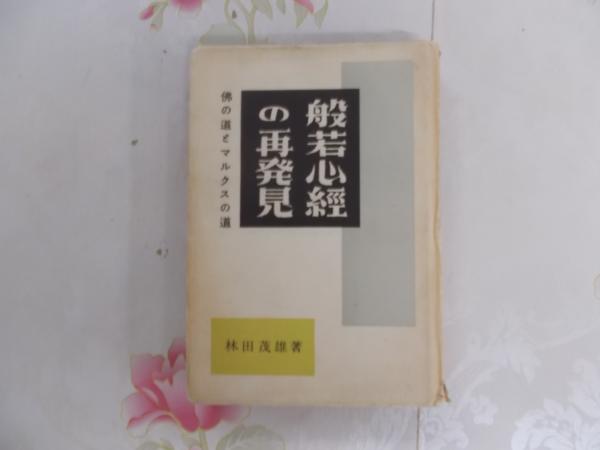 般若心經
の再発見
佛の道とマルクスの道
林田茂雄著